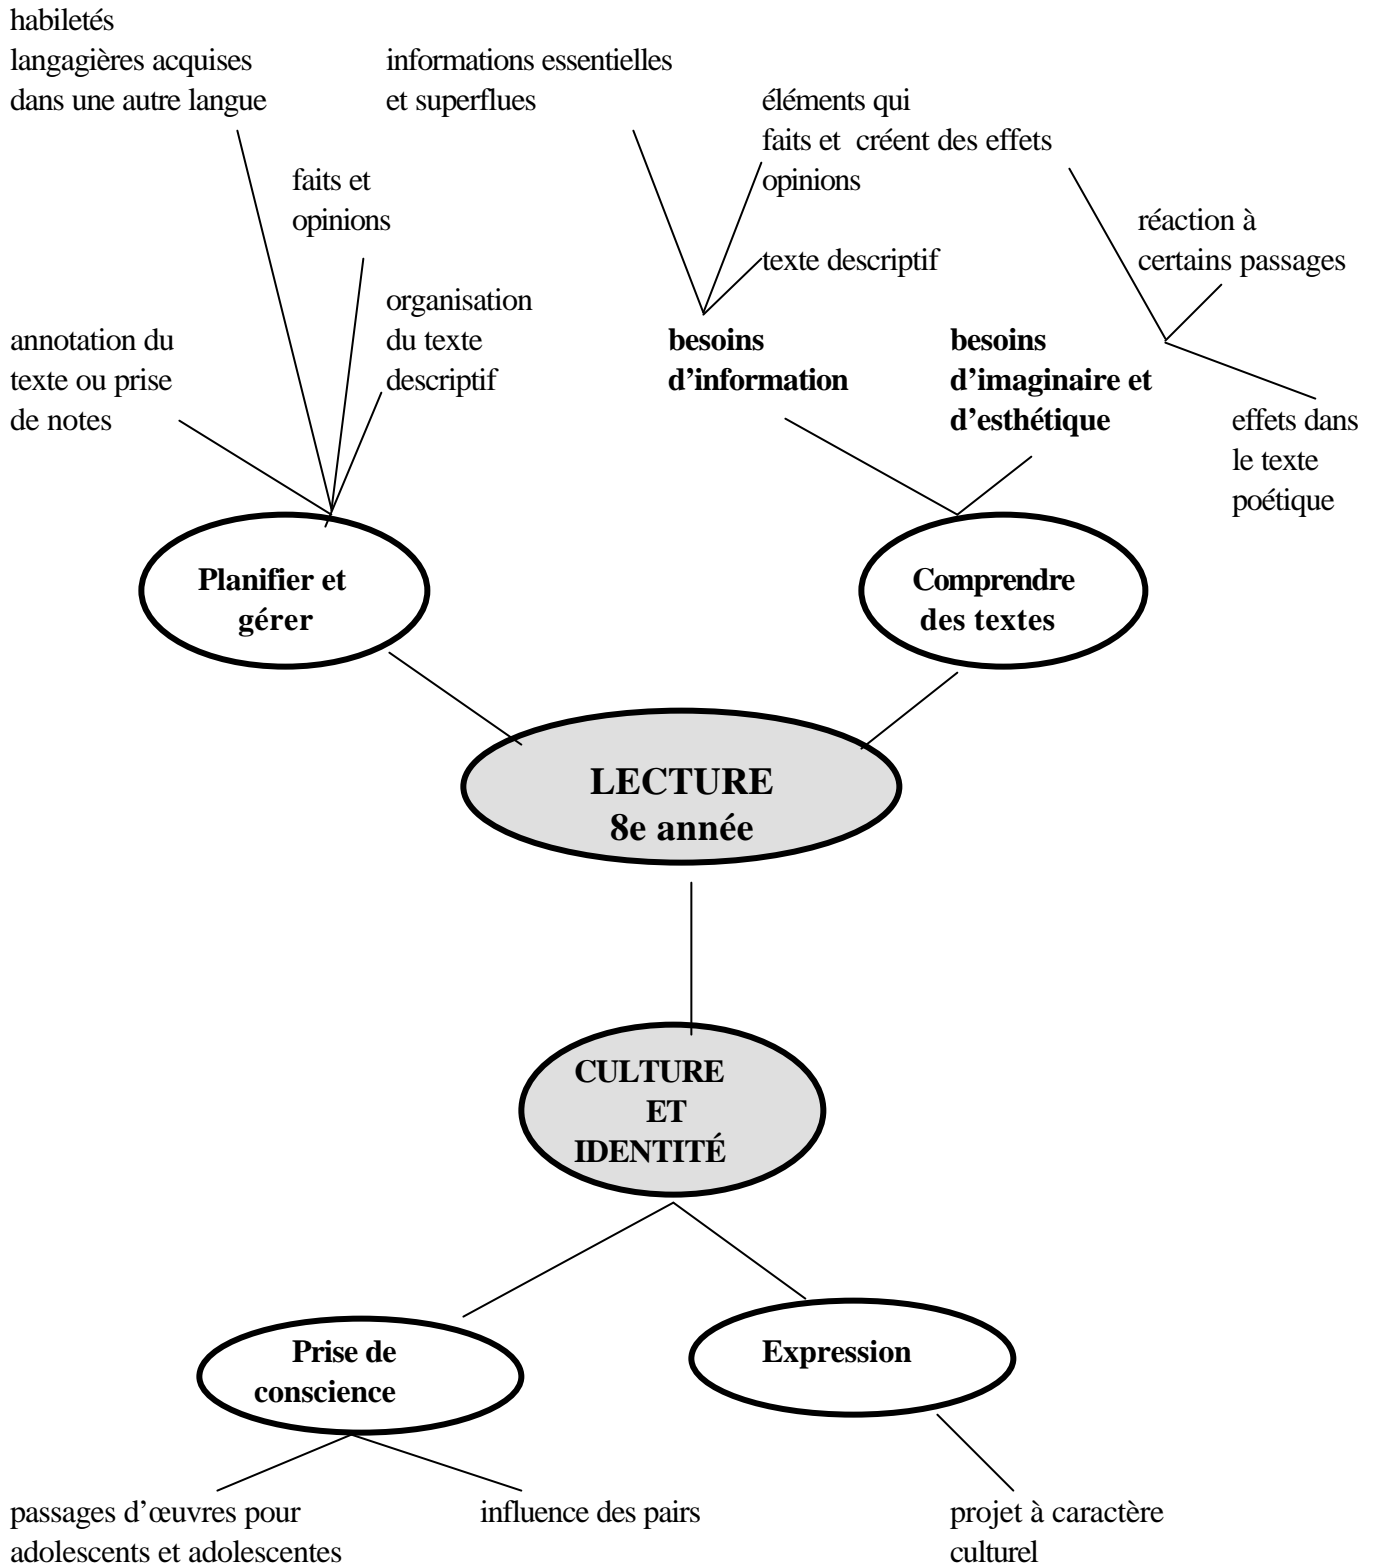 habiletés
langagières acquises
dans une autre langue
informations essentielles
et superflues
éléments qui
faits et créent des effets
opinions
faits et
opinions
texte descriptif
réaction à
certains passages
annotation du
texte ou prise
de notes
organisation
du texte
descriptif
besoins
d’information
besoins
d’imaginaire et
d’esthétique
effets dans
le texte
poétique
Planifier et
gérer
Comprendre
des textes
LECTURE
8e année
CULTURE
ET
IDENTITÉ
Prise de
conscience
Expression
passages d’œuvres pour
adolescents et adolescentes
influence des pairs
projet à caractère
culturel